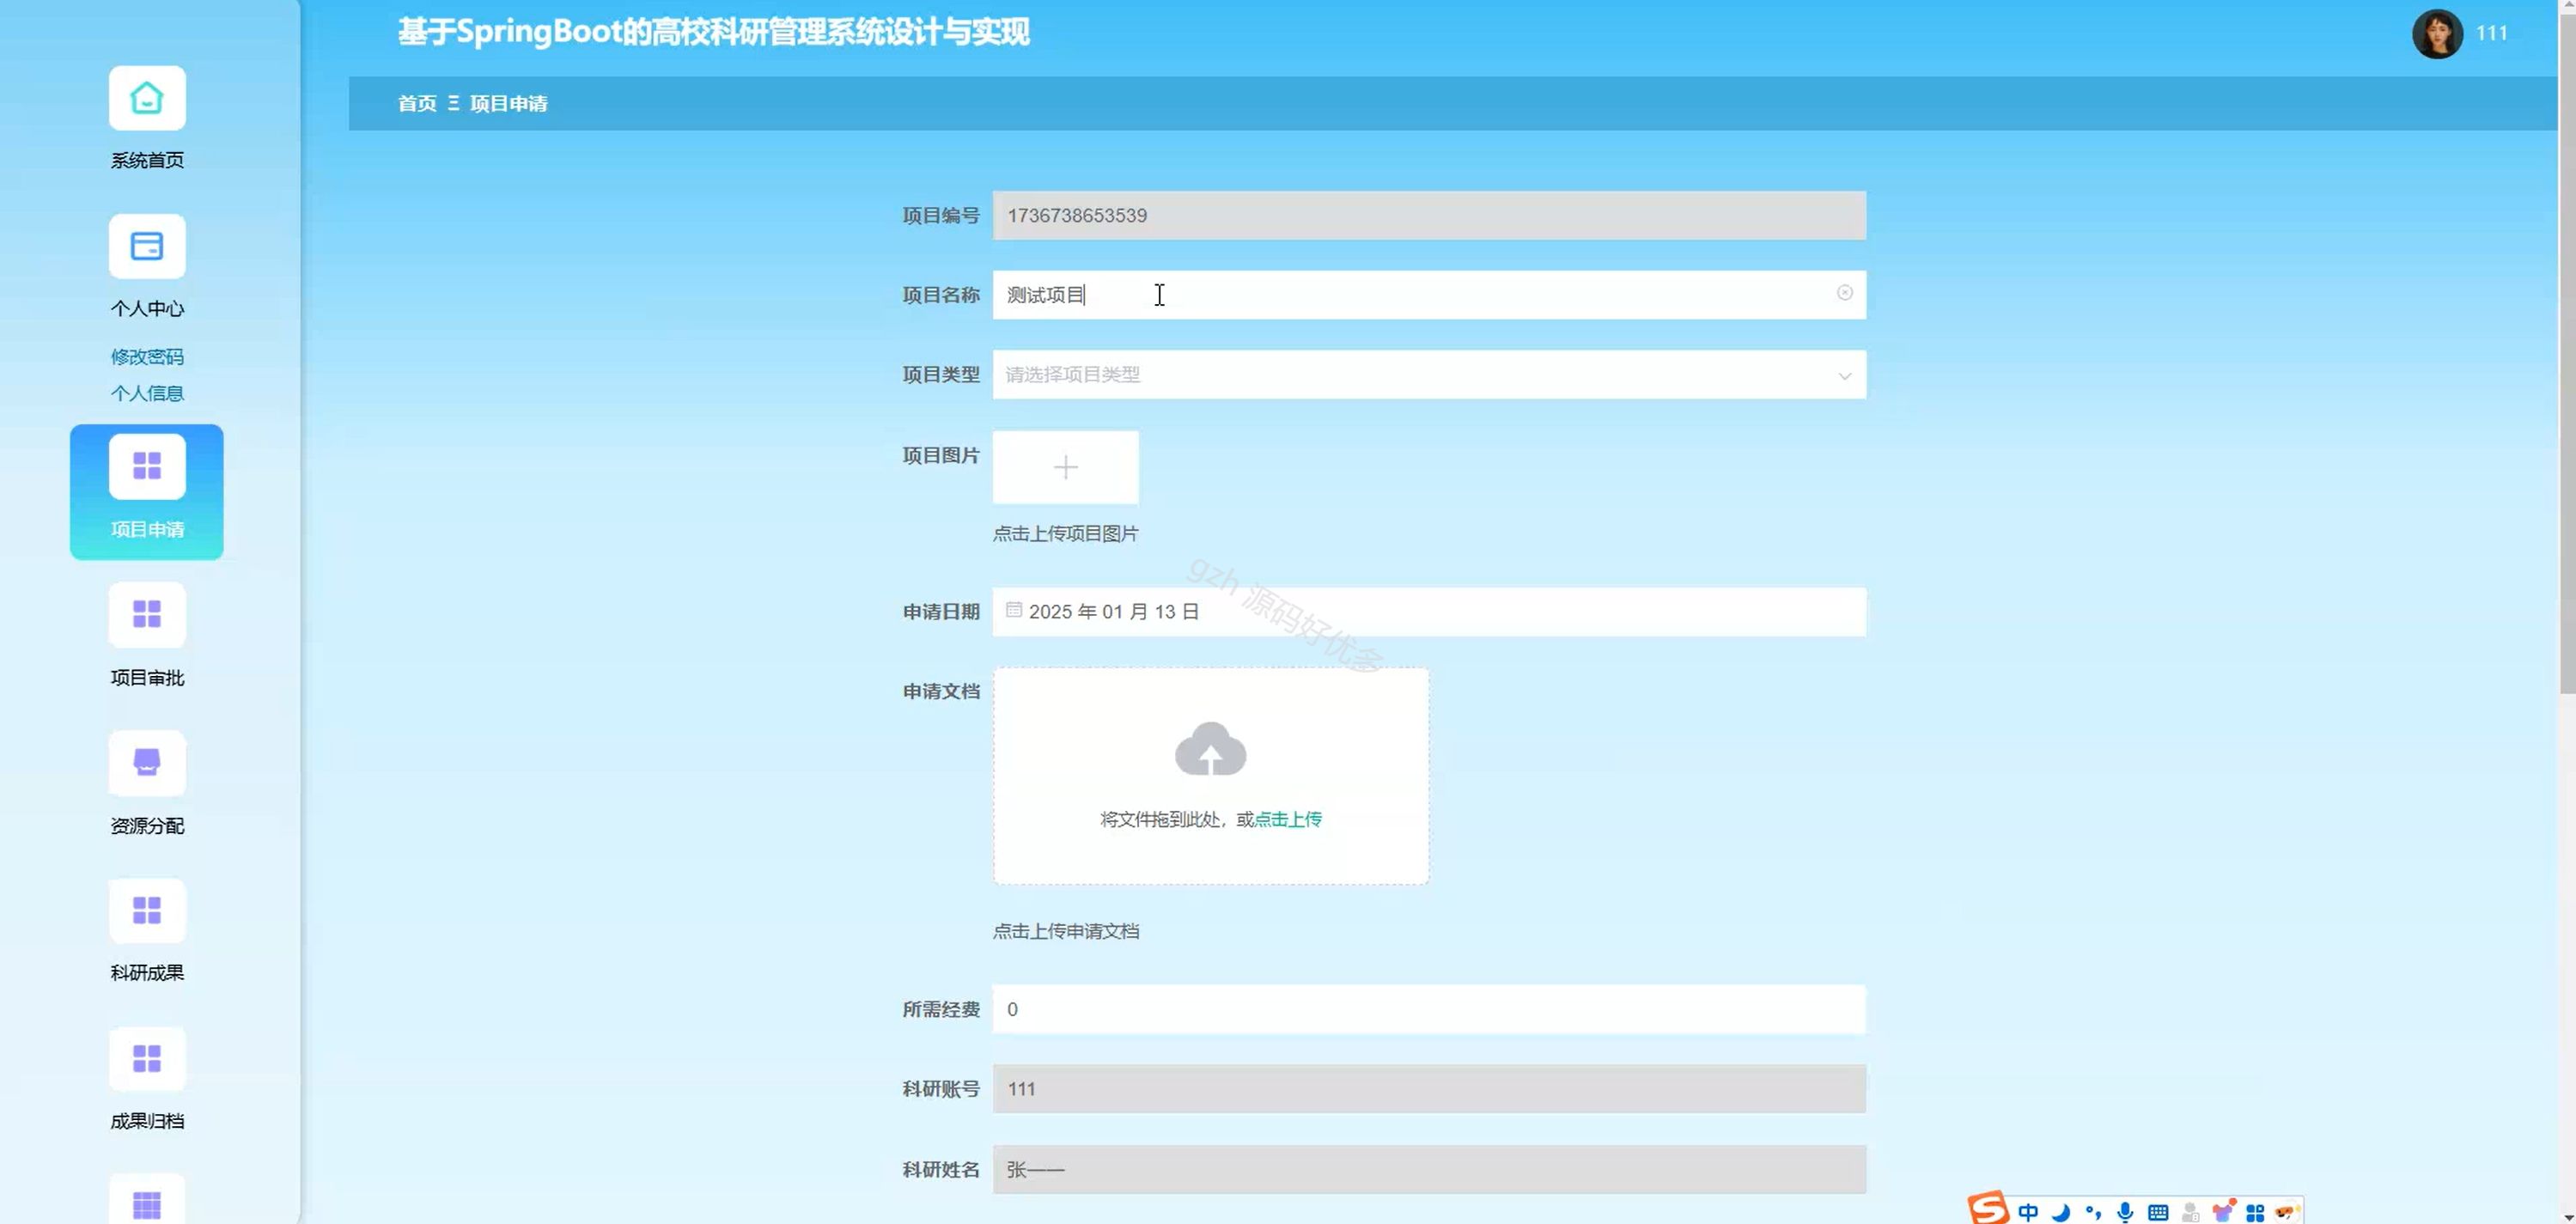 基于SpringBoot的高校科研管理系统设计与实现
111
首页 Ξ 项目申请
系统首页
个人中心
修改密码
个人信息
项目申请
项目审批
资源分配
科研成果
成果归档
项目编号 1736738653539
项目名称 测试项目
项目类型 请选择项目类型
项目图片
点击上传项目图片
gzh 源码好优多
申请日期 2025 年 01 月 13 日
申请文档
将文件拖到此处，或点击上传
点击上传申请文档
所需经费 0
科研账号 111
科研姓名 张一一
S 中